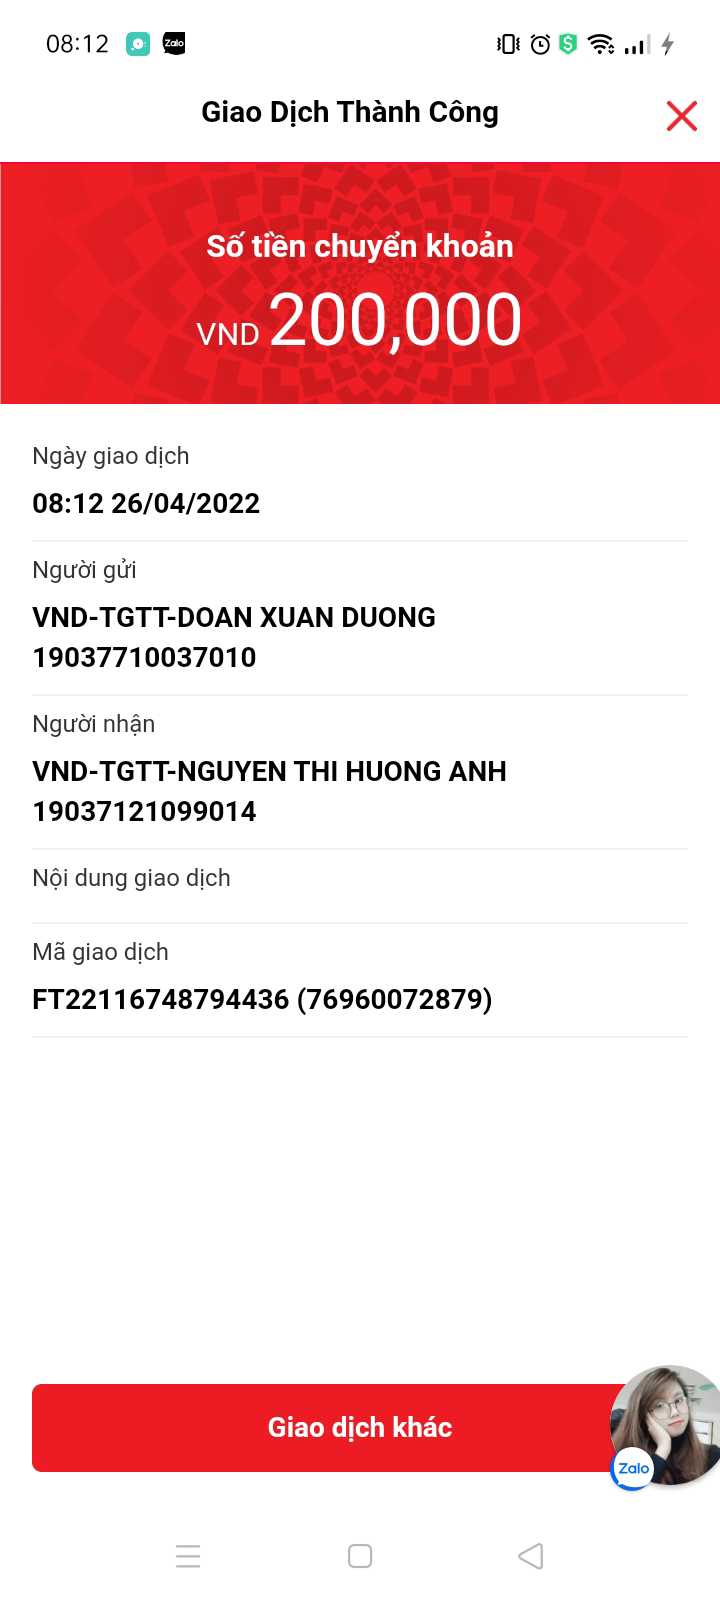 08:12 Zalo
Giao Dịch Thành Công
Số tiền chuyển khoản
VND 200,000
Ngày giao dịch
08:12 26/04/2022
Người gửi
VND-TGTT-DOAN XUAN DUONG
19037710037010
Người nhận
VND-TGTT-NGUYEN THI HUONG ANH
19037121099014
Nội dung giao dịch
Mã giao dịch
FT22116748794436 (76960072879)
Giao dịch khác
Zalo